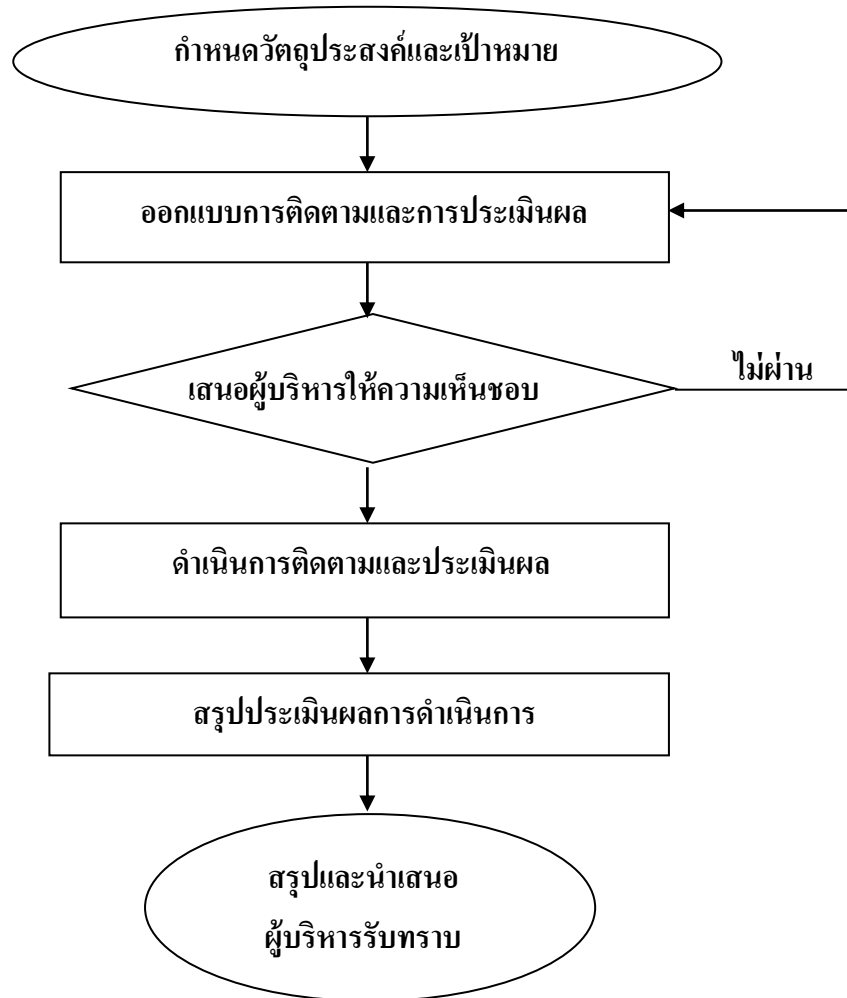 กำหนดวัตถุประสงค์และเป้าหมาย
ออกแบบการติดตามและการประเมินผล
เสนอผู้บริหารให้ความเห็นชอบ
ไม่ผ่าน
ดำเนินการติดตามและประเมินผล
สรุปประเมินผลการดำเนินการ
สรุปและนำเสนอ
ผู้บริหารรับทราบ